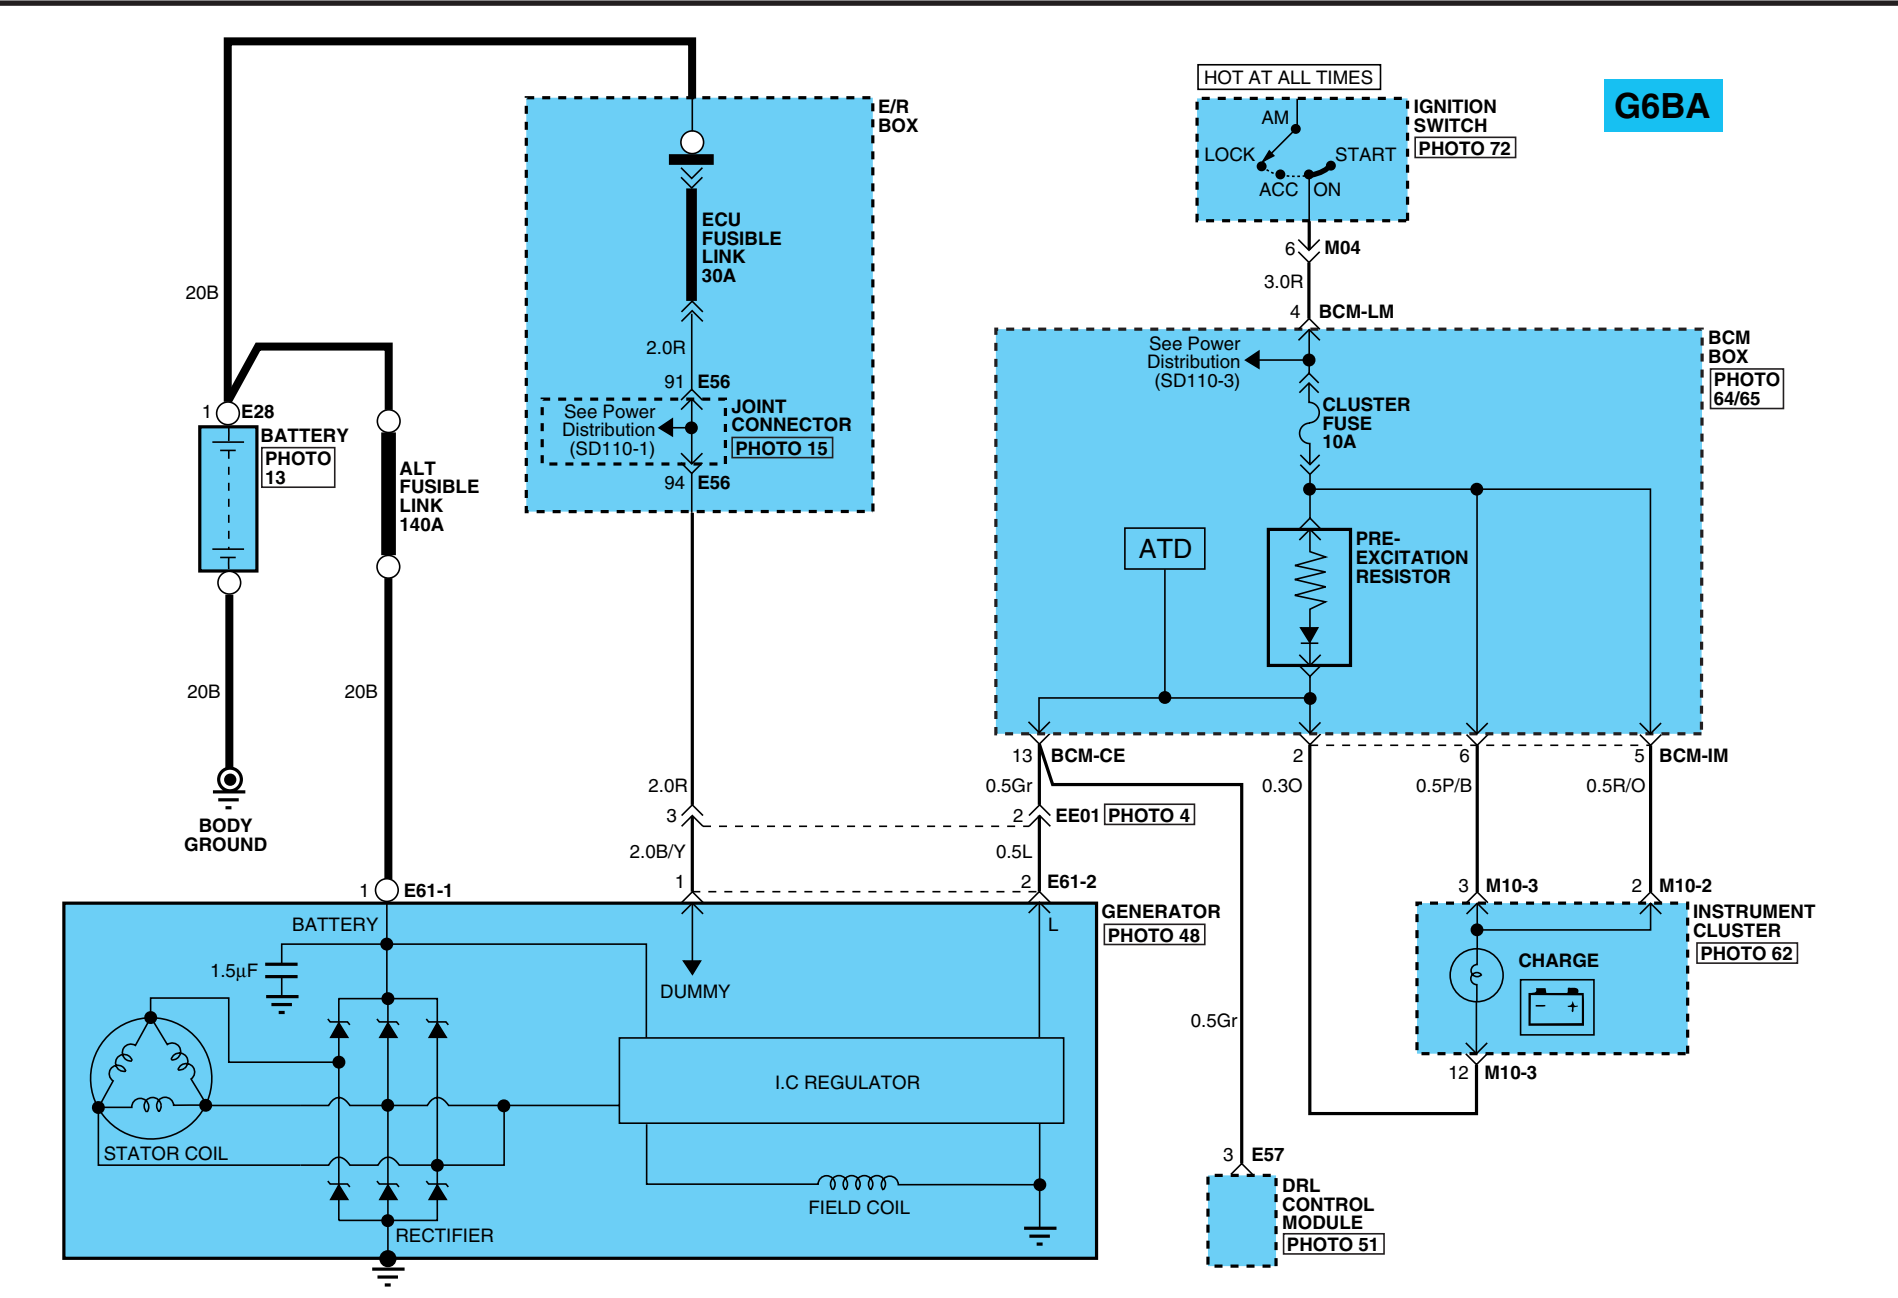 HOT AT ALL TIMES
G6BA
E/R
BOX
AM
LOCK
START
ACC
ON
IGNITION
SWITCH
PHOTO 72
6
M04
3.0R
4
BCM-LM
20B
ECU
FUSIBLE
LINK
30A
2.0R
91
E56
See Power
Distribution
(SD110-1)
JOINT
CONNECTOR
PHOTO 15
94
E56
1
E28
BATTERY
PHOTO
13
ALT
FUSIBLE
LINK
140A
20B
20B
BODY
GROUND
See Power
Distribution
(SD110-3)
BCM
BOX
PHOTO
64/65
CLUSTER
FUSE
10A
ATD
PRE-
EXCITATION
RESISTOR
13
BCM-CE
2
6
5
BCM-IM
2.0R
0.5Gr
0.3O
0.5P/B
0.5R/O
3
2
EE01
PHOTO 4
2.0B/Y
0.5L
1
E61-1
1
2
E61-2
3
M10-3
2
M10-2
GENERATOR
PHOTO 48
INSTRUMENT
CLUSTER
PHOTO 62
BATTERY
L
1.5µF
DUMMY
CHARGE
- +
0.5Gr
12
M10-3
I.C REGULATOR
STATOR COIL
FIELD COIL
RECTIFIER
3
E57
DRL
CONTROL
MODULE
PHOTO 51